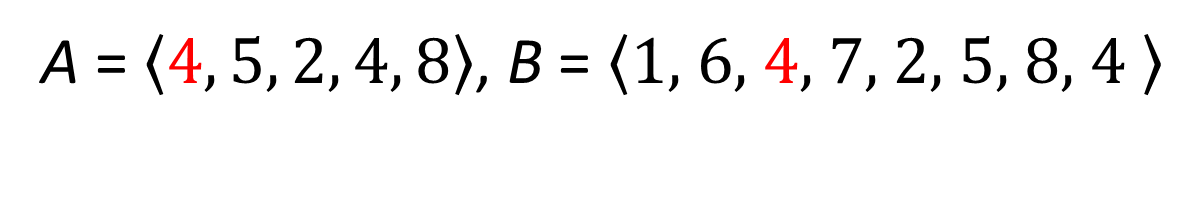 A = ⟨4, 5, 2, 4, 8⟩, B = ⟨1, 6, 4, 7, 2, 5, 8, 4 ⟩